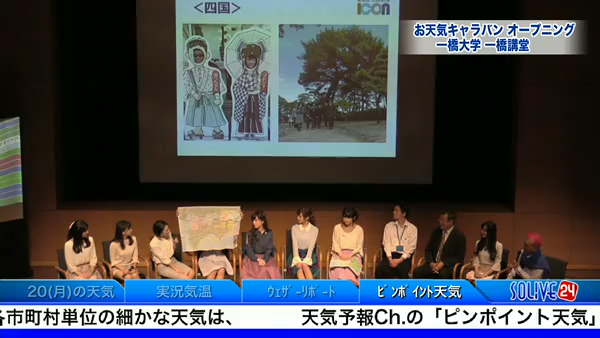 <四国>
icon
お天気キャラバン オープニング
一橋大学 一橋講堂
20(月)の天気
実況気温
ｳｪｻﾞｰﾘﾎﾟｰﾄ
ﾋﾟﾝﾎﾟｲﾝﾄ天気
SOLiVE24
各市町村単位の細かな天気は、 天気予報Ch.の「ピンポイント天気」